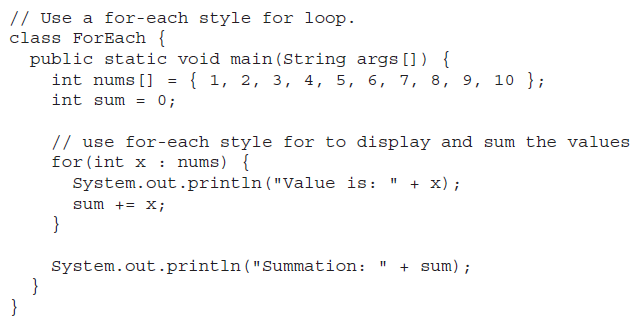 // Use a for-each style for loop.
class ForEach {
  public static void main(String args[]) {
    int nums[] = { 1, 2, 3, 4, 5, 6, 7, 8, 9, 10 };
    int sum = 0;

    // use for-each style for to display and sum the values
    for(int x : nums) {
      System.out.println("Value is: " + x);
      sum += x;
    }

    System.out.println("Summation: " + sum);
  }
}